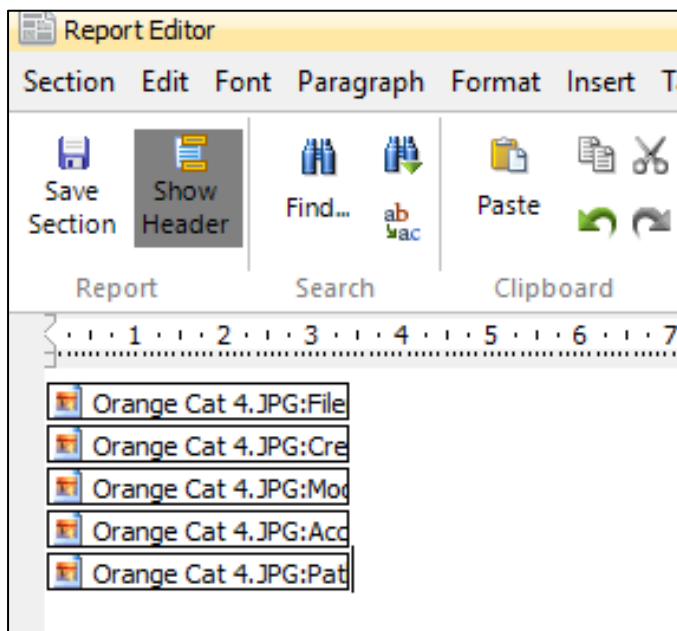 Report Editor
Section Edit Font Paragraph Format Insert
Save Section
Show Header
Find...
ab
ac
Paste
Report Search Clipboard
1 2 3 4 5 6 7
Orange Cat 4.JPG:File
Orange Cat 4.JPG:Cre
Orange Cat 4.JPG:Mod
Orange Cat 4.JPG:Acc
Orange Cat 4.JPG:Pat